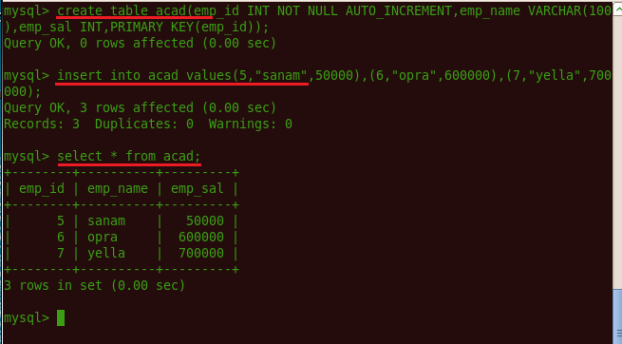 mysql> create table acad(emp_id INT NOT NULL AUTO_INCREMENT,emp_name VARCHAR(100
),emp_sal INT,PRIMARY KEY(emp_id));
Query OK, 0 rows affected (0.00 sec)
mysql> insert into acad values(5,"sanam",50000),(6,"opra",600000),(7,"yella",700
000);
Query OK, 3 rows affected (0.00 sec)
Records: 3  Duplicates: 0  Warnings: 0
mysql> select * from acad;
+--------+----------+---------+
| emp_id | emp_name | emp_sal |
+--------+----------+---------+
|      5 | sanam    |   50000 |
|      6 | opra     |  600000 |
|      7 | yella    |  700000 |
+--------+----------+---------+
3 rows in set (0.00 sec)
mysql>